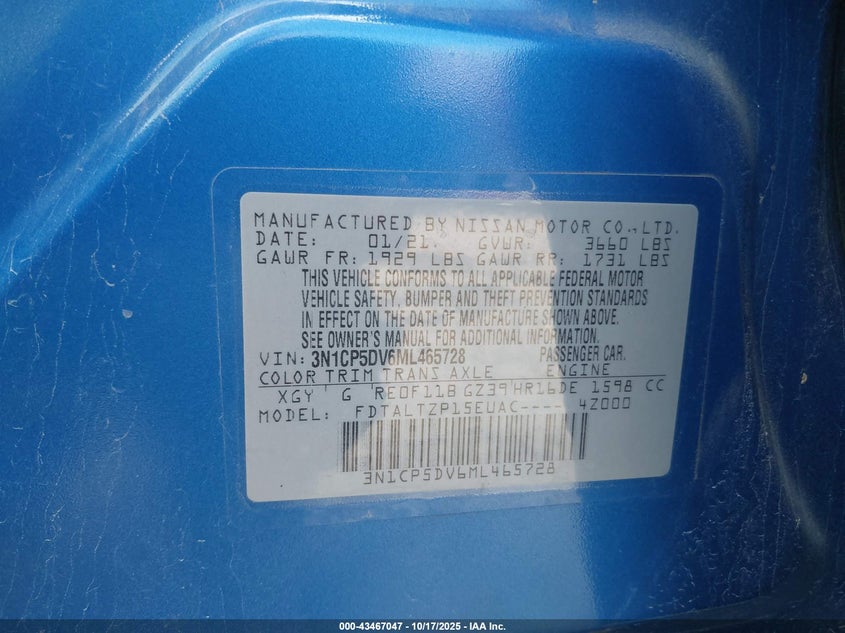 MANUFACTURED BY NISSAN MOTOR CO.,LTD.
DATE: 01/21. GVWR: 3660 LBS
GAWR FR: 1929 LBS GAWR RR: 1731 LBS
THIS VEHICLE CONFORMS TO ALL APPLICABLE FEDERAL MOTOR
VEHICLE SAFETY, BUMPER AND THEFT PREVENTION STANDARDS
IN EFFECT ON THE DATE OF MANUFACTURE SHOWN ABOVE.
SEE OWNER'S MANUAL FOR ADDITIONAL INFORMATION.
VIN: 3N1CP5DV6ML465728 PASSENGER CAR.
COLOR TRIM TRANS AXLE ENGINE
XGY G RE0F11B GZ39 HR16DE 1598 CC
MODEL: FDTALTZP15EUAC---- 4Z000
3N1CP5DV6ML465728
000-43467047 - 10/17/2025 - IAA Inc.